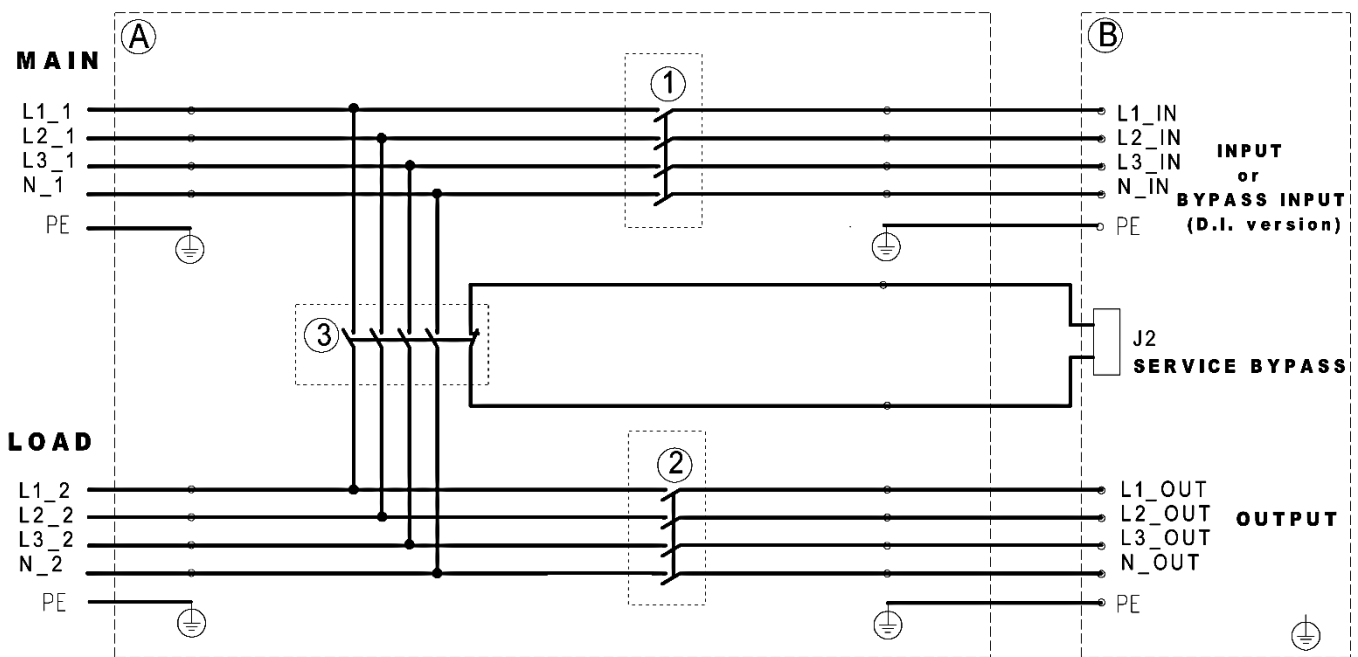 A
B
MAIN
1
L1_1
L2_1
L3_1
N_1
PE
L1_IN
L2_IN
L3_IN
N_IN
PE
INPUT
or
BYPASS INPUT
(D.I. version)
3
J2
SERVICE BYPASS
LOAD
2
L1_2
L2_2
L3_2
N_2
PE
L1_OUT
L2_OUT
L3_OUT
N_OUT
PE
OUTPUT